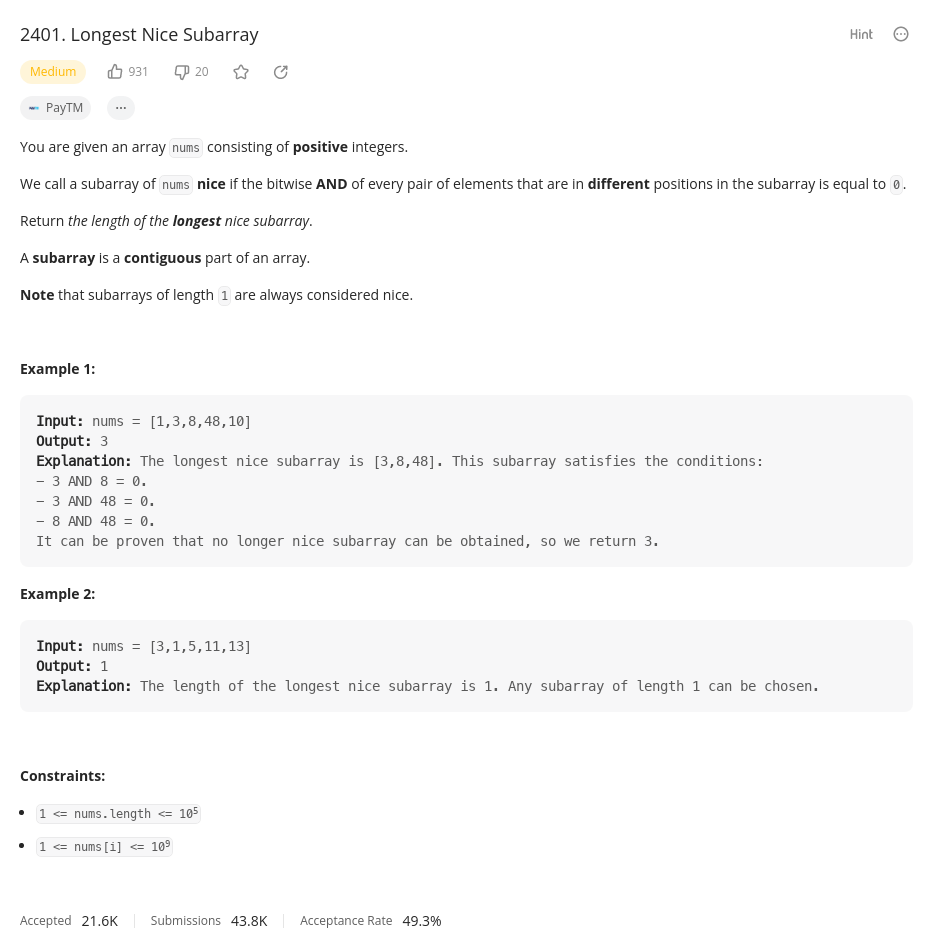 2401. Longest Nice Subarray
Hint
Medium 931 20
PayTM ...
You are given an array nums consisting of positive integers.
We call a subarray of nums nice if the bitwise AND of every pair of elements that are in different positions in the subarray is equal to 0.
Return the length of the longest nice subarray.
A subarray is a contiguous part of an array.
Note that subarrays of length 1 are always considered nice.
Example 1:
Input: nums = [1,3,8,48,10]
Output: 3
Explanation: The longest nice subarray is [3,8,48]. This subarray satisfies the conditions:
- 3 AND 8 = 0.
- 3 AND 48 = 0.
- 8 AND 48 = 0.
It can be proven that no longer nice subarray can be obtained, so we return 3.
Example 2:
Input: nums = [3,1,5,11,13]
Output: 1
Explanation: The length of the longest nice subarray is 1. Any subarray of length 1 can be chosen.
Constraints:
• 1 <= nums.length <= 10⁵
• 1 <= nums[i] <= 10⁹
Accepted 21.6K Submissions 43.8K Acceptance Rate 49.3%